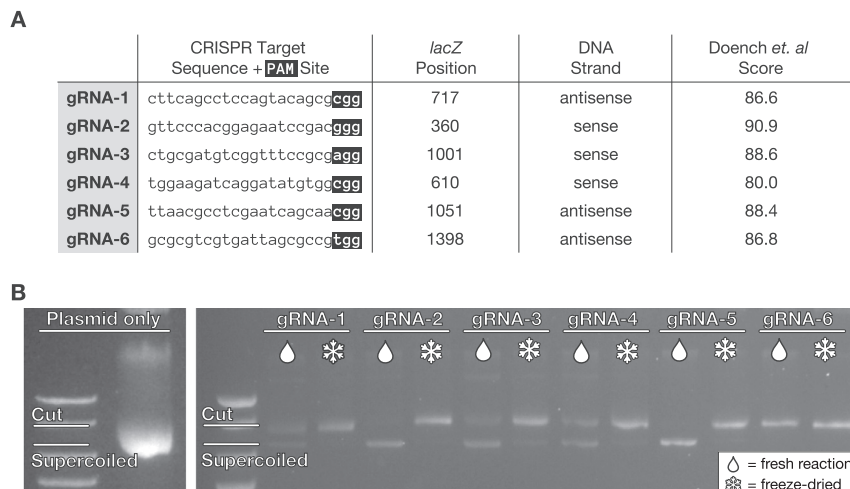 A
CRISPR Target
Sequence + PAM Site
lacZ
Position
DNA
Strand
Doench et. al
Score
gRNA-1 cttcagcctccagtacagcgcgg 717 antisense 86.6
gRNA-2 gttcccacggagaatccgacggg 360 sense 90.9
gRNA-3 ctgcgatgtcggtttccgcgagg 1001 sense 88.6
gRNA-4 tggaagatcaggatatgtggcgg 610 sense 80.0
gRNA-5 ttaacgcctcgaatcagcaacgg 1051 antisense 88.4
gRNA-6 gcgcgtcgtgattagcgccgtgg 1398 antisense 86.8
B
Plasmid only
Cut
Supercoiled
gRNA-1 gRNA-2 gRNA-3 gRNA-4 gRNA-5 gRNA-6
Cut
Supercoiled
= fresh reaction
= freeze-dried